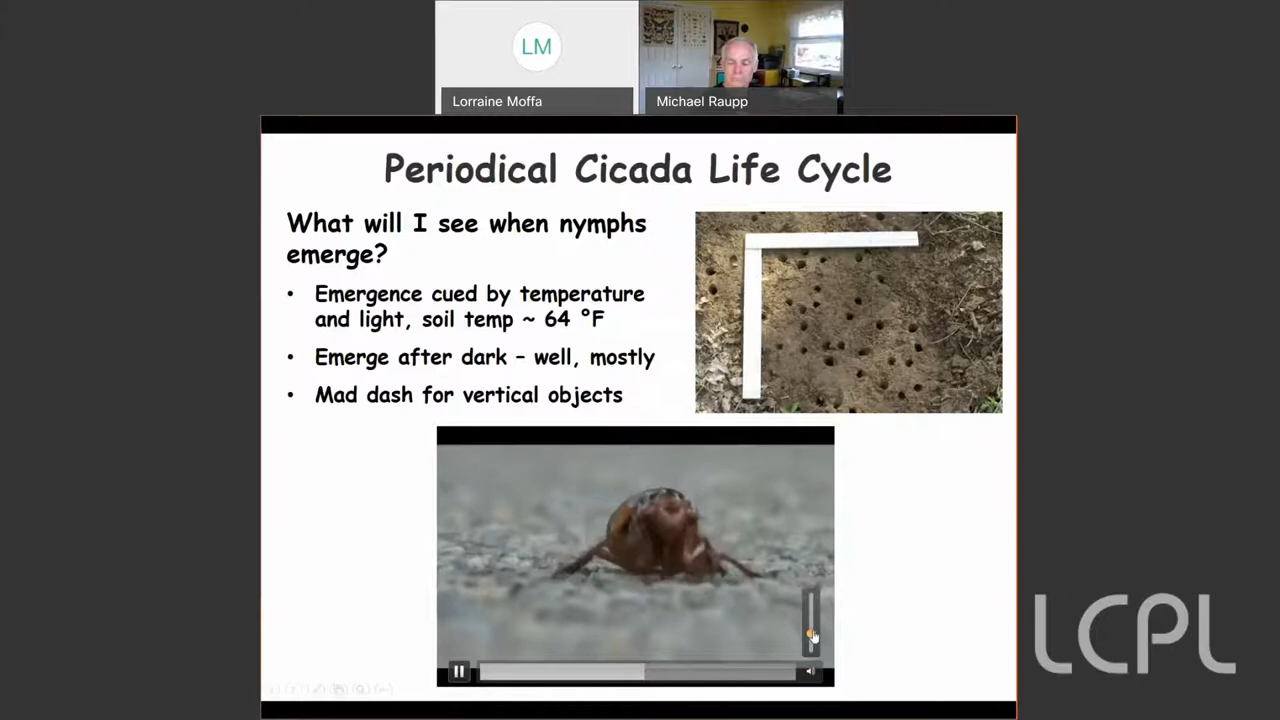 LM
Lorraine Moffa
Michael Raupp
Periodical Cicada Life Cycle
What will I see when nymphs
emerge?
• Emergence cued by temperature
and light, soil temp ~ 64 °F
• Emerge after dark – well, mostly
• Mad dash for vertical objects
LCPL